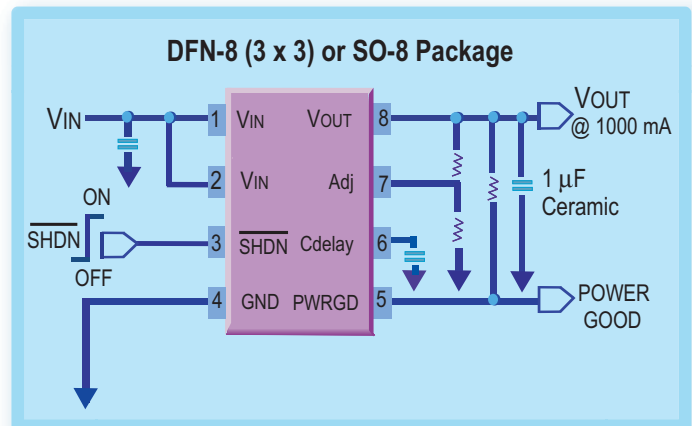 DFN-8 (3 x 3) or SO-8 Package
VIN
1 VIN VOUT 8
VOUT
@ 1000 mA
2 VIN Adj 7
1 µF
Ceramic
ON
SHDN
OFF
3 SHDN Cdelay 6
4 GND PWRGD 5
POWER
GOOD